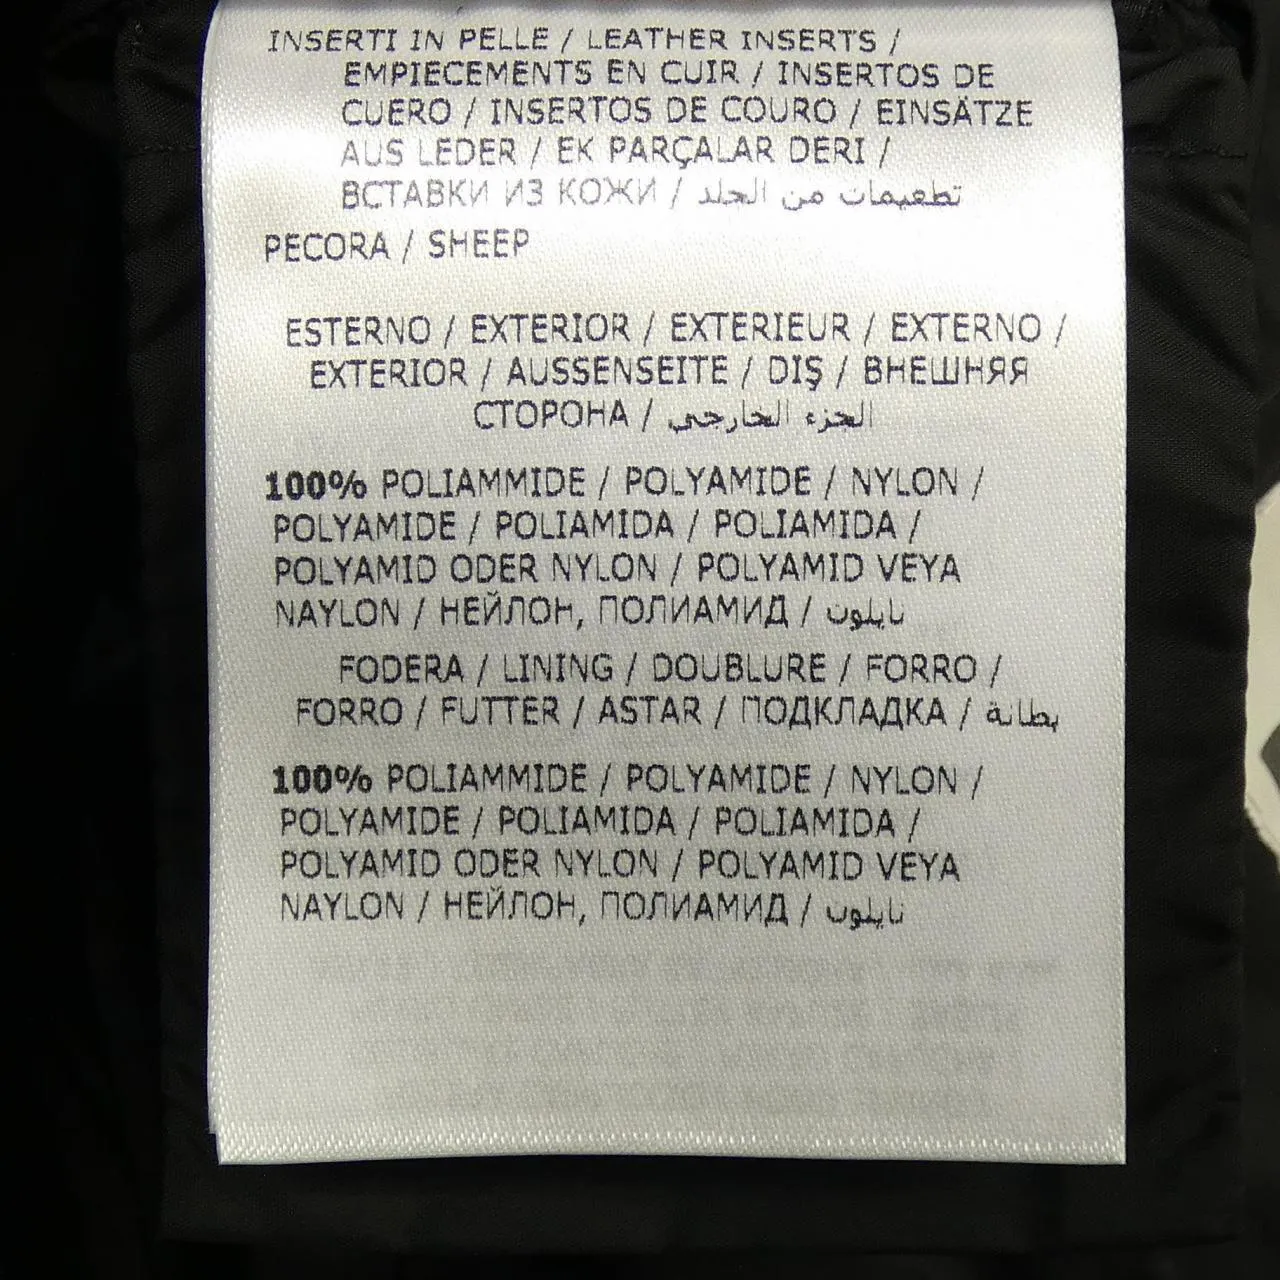 INSERTI IN PELLE / LEATHER INSERTS /
EMPIECEMENTS EN CUIR / INSERTOS DE
CUERO / INSERTOS DE COURO / EINSÄTZE
AUS LEDER / EK PARÇALAR DERI /
ВСТАВКИ ИЗ КОЖИ / تطعيمات من الجلد
PECORA / SHEEP
ESTERNO / EXTERIOR / EXTERIEUR / EXTERNO /
EXTERIOR / AUSSENSEITE / DIŞ / ВНЕШНЯЯ
СТОРОНА / الجزء الخارجي
100% POLIAMMIDE / POLYAMIDE / NYLON /
POLYAMIDE / POLIAMIDA / POLIAMIDA /
POLYAMID ODER NYLON / POLYAMID VEYA
NAYLON / НЕЙЛОН, ПОЛИАМИД / نايلون
FODERA / LINING / DOUBLURE / FORRO /
FORRO / FUTTER / ASTAR / ПОДКЛАДКА / بطانة
100% POLIAMMIDE / POLYAMIDE / NYLON /
POLYAMIDE / POLIAMIDA / POLIAMIDA /
POLYAMID ODER NYLON / POLYAMID VEYA
NAYLON / НЕЙЛОН, ПОЛИАМИД / نايلون